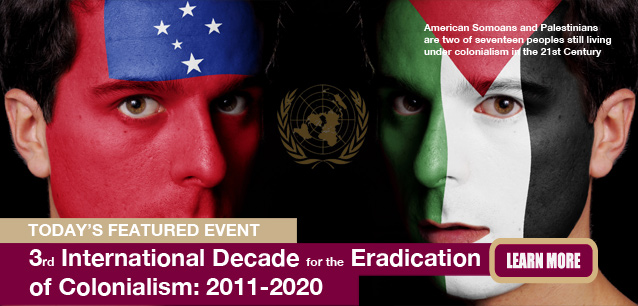 American Somoans and Palestinians
are two of seventeen peoples still living
under colonialism in the 21st Century
TODAY'S FEATURED EVENT
3rd International Decade for the Eradication
of Colonialism: 2011-2020
LEARN MORE